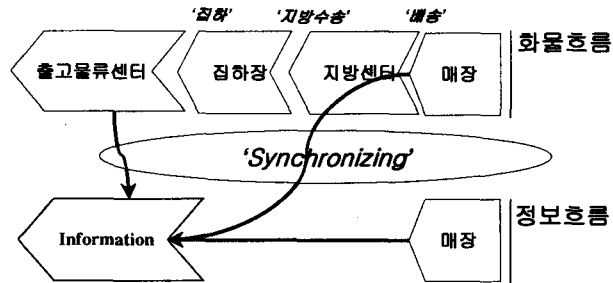 '집하' '지방수송' '배송'
출고물류센터 집하장 지방센터 매장 화물흐름
'Synchronizing'
Information 매장 정보흐름